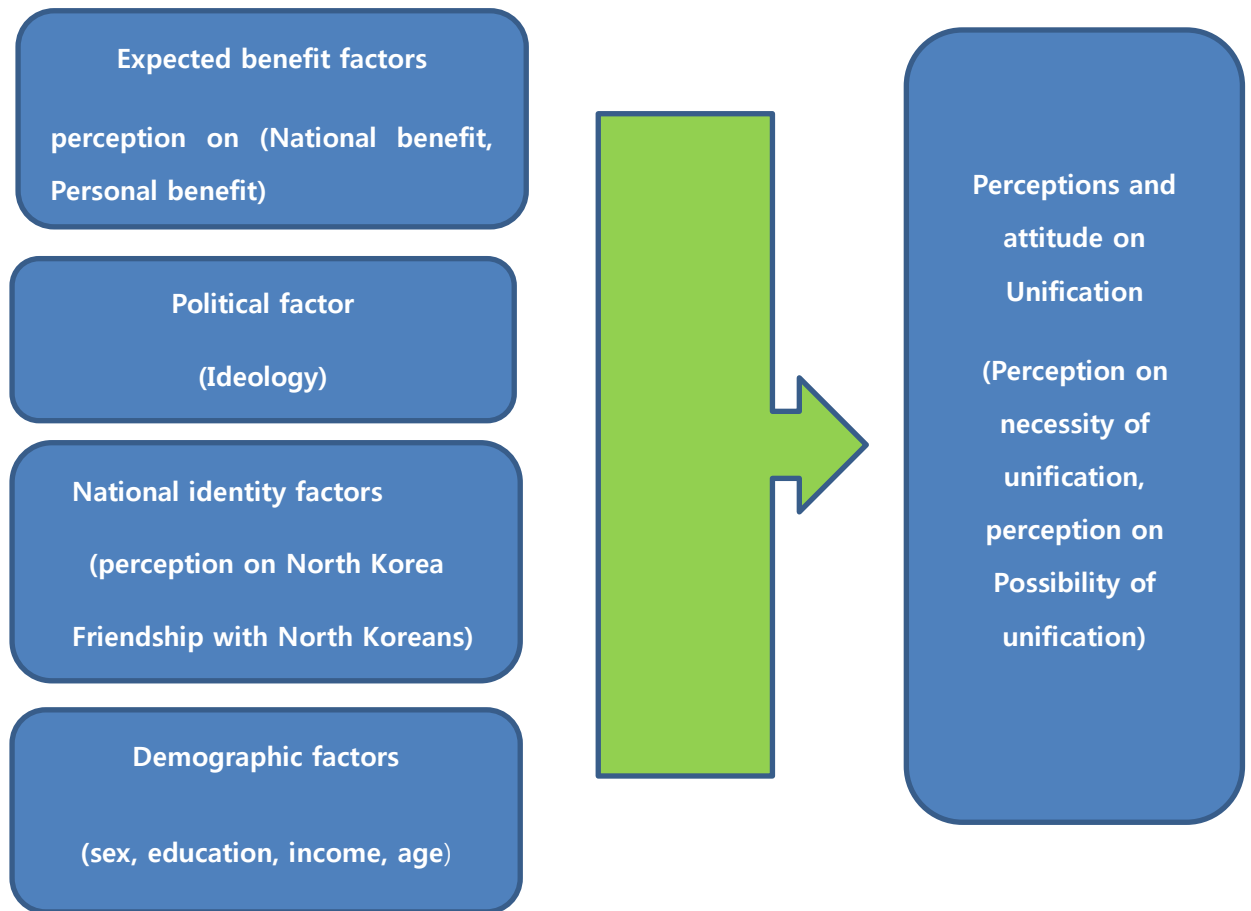 Expected benefit factors
perception on (National benefit,
Personal benefit)
Political factor
(Ideology)
National identity factors
(perception on North Korea
Friendship with North Koreans)
Demographic factors
(sex, education, income, age)
Perceptions and
attitude on
Unification
(Perception on
necessity of
unification,
perception on
Possibility of
unification)